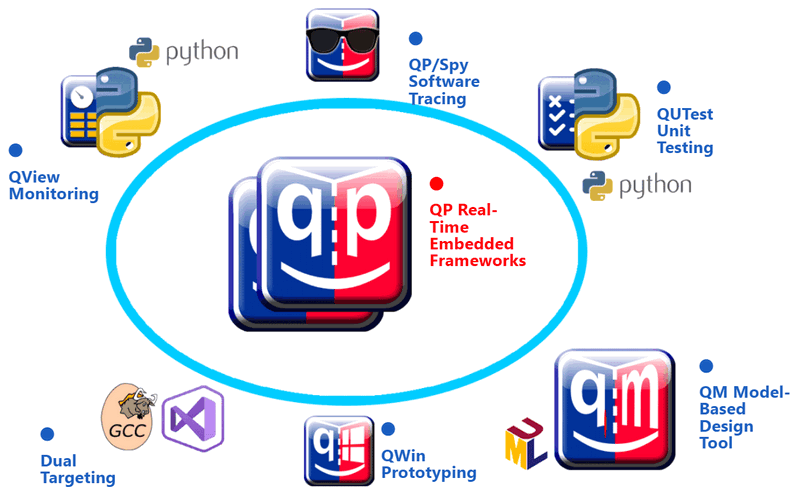 python
QP/Spy
Software
Tracing
QUTest
Unit
Testing
python
QView
Monitoring
qp
QP Real-
Time
Embedded
Frameworks
qm
QM Model-
Based
Design
Tool
UML
q
QWin
Prototyping
GCC
Dual
Targeting